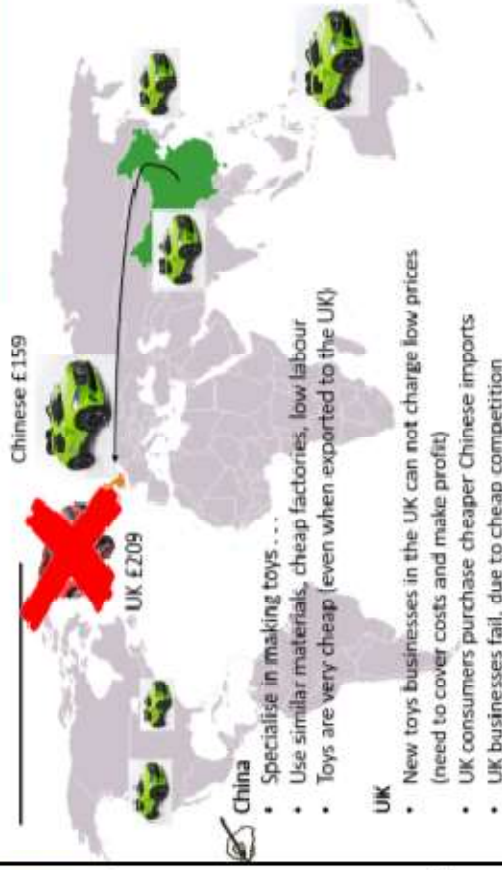 Chinese £159
UK £209
China
• Specialise in making toys . . .
• Use similar materials, cheap factories, low labour
• Toys are very cheap (even when exported to the UK)
UK
• New toys businesses in the UK can not charge low prices
(need to cover costs and make profit)
• UK consumers purchase cheaper Chinese imports
• UK businesses fail, due to cheap competition